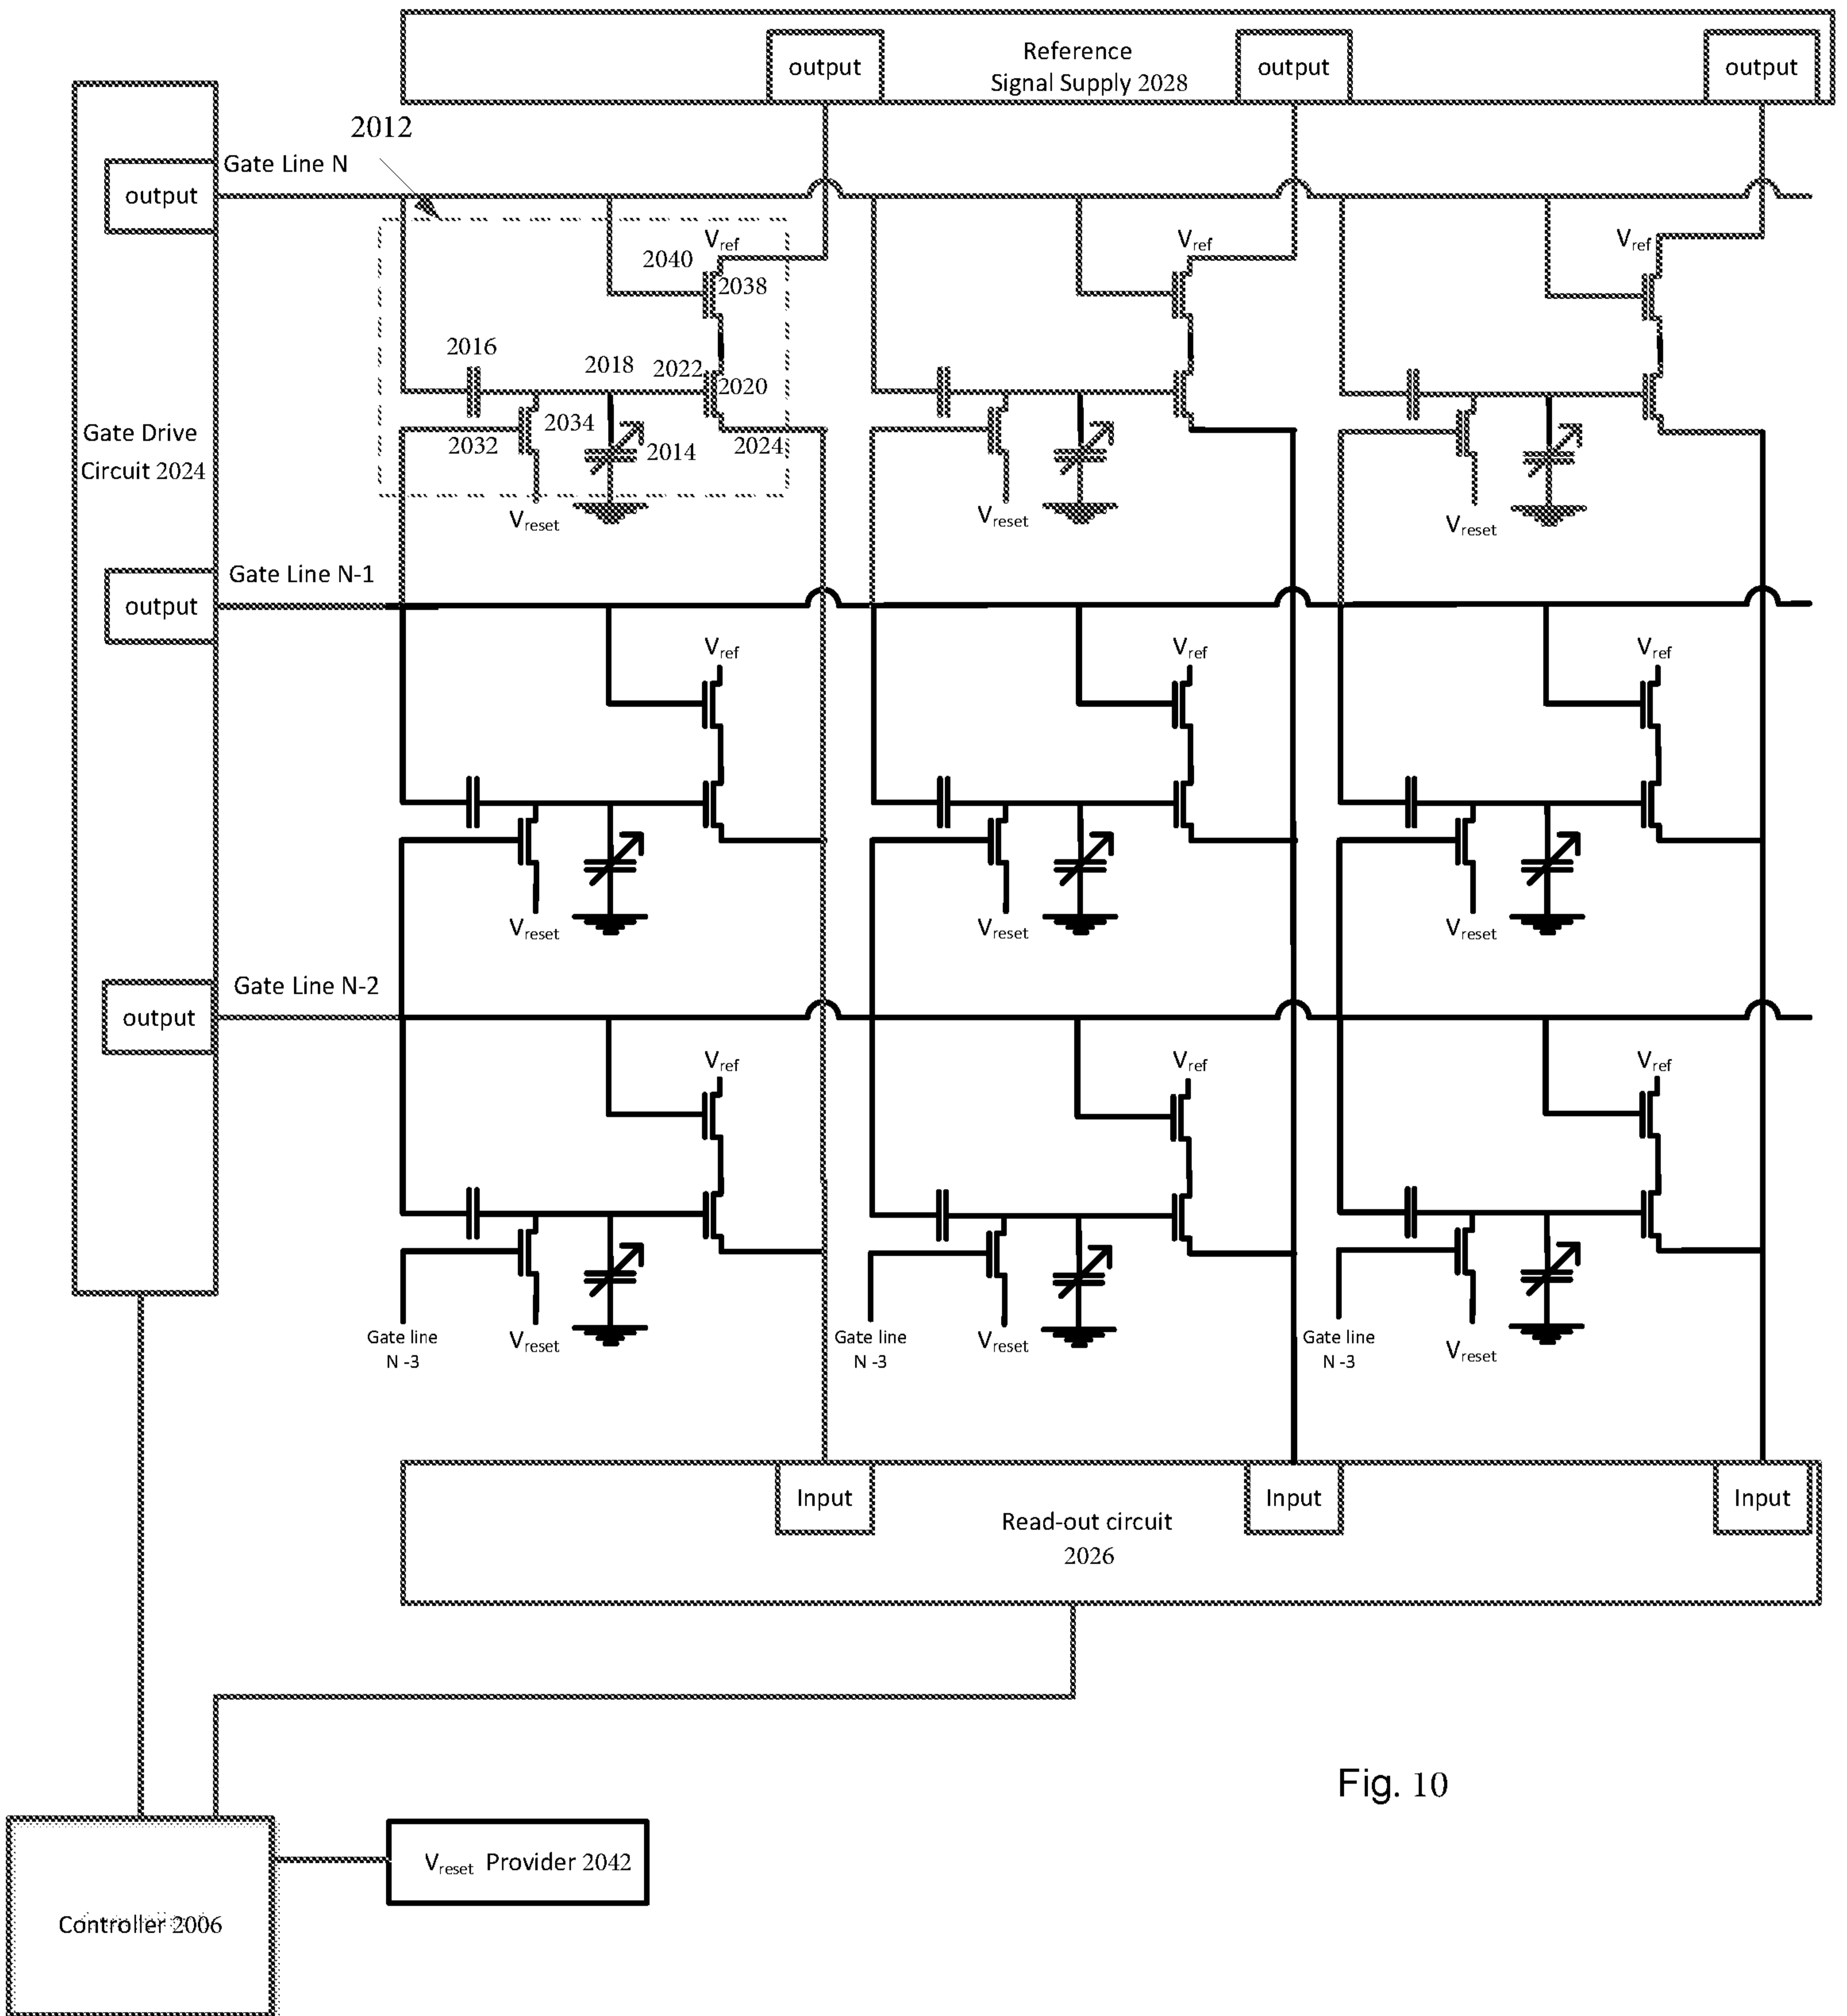 output
Reference
Signal Supply 2028
output
output
2012
Gate Line N
output
Vref
2040
2038
Vref
Vref
2016
2018
2022
2020
2034
2032
2014
2024
Vreset
Vreset
Vreset
Gate Drive
Circuit 2024
Gate Line N-1
output
Vref
Vref
Vref
Vreset
Vreset
Vreset
Gate Line N-2
output
Vref
Vref
Vref
Gate line
N -3
Vreset
Gate line
N -3
Vreset
Gate line
N -3
Vreset
Input
Input
Input
Read-out circuit
2026
Fig. 10
Vreset Provider 2042
Controller 2006